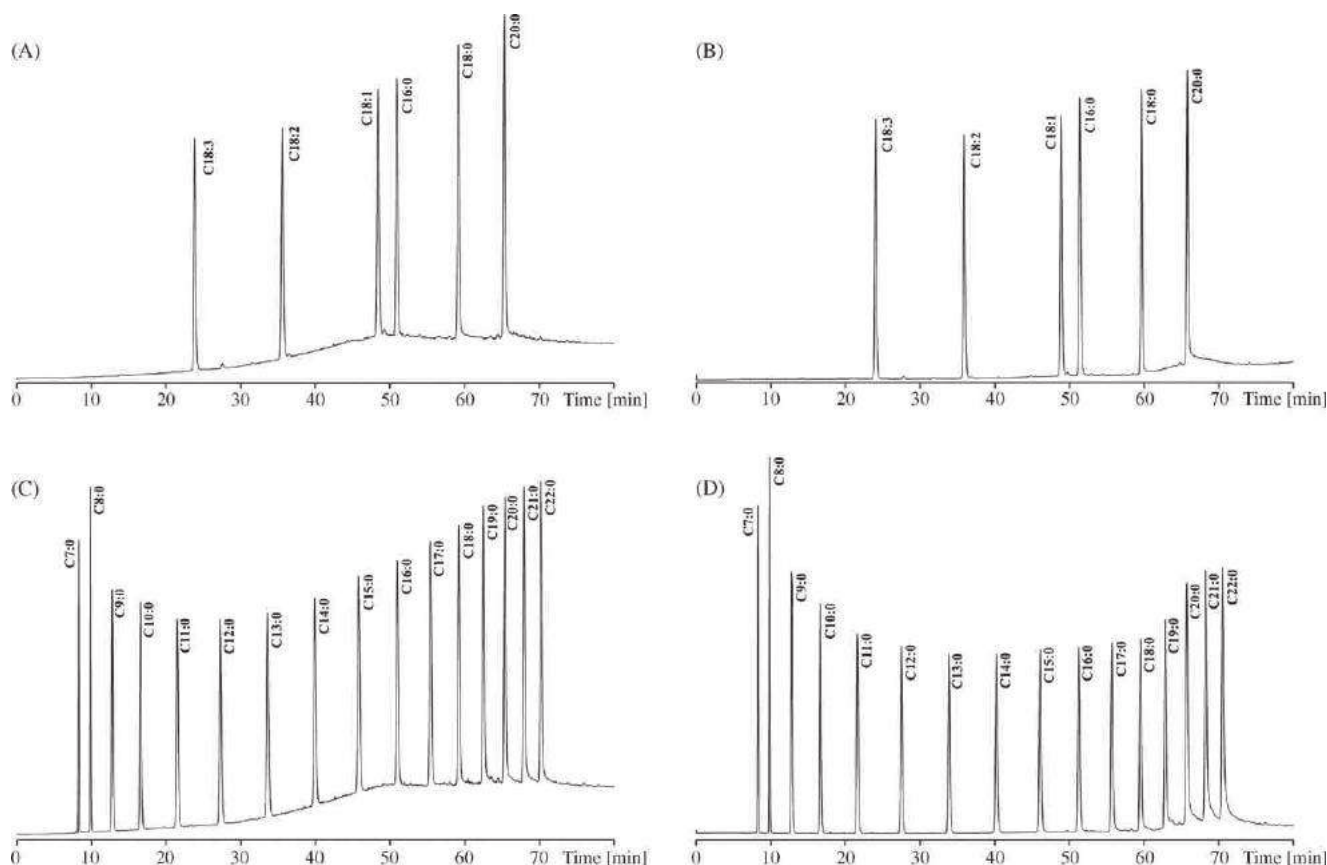 (A)
C18:3
C18:2
C18:1
C16:0
C18:0
C20:0
0 10 20 30 40 50 60 70 Time [min]
(B)
C18:3
C18:2
C18:1
C16:0
C18:0
C20:0
0 10 20 30 40 50 60 70 Time [min]
(C)
C7:0
C8:0
C9:0
C10:0
C11:0
C12:0
C13:0
C14:0
C15:0
C16:0
C17:0
C18:0
C19:0
C20:0
C21:0
C22:0
0 10 20 30 40 50 60 70 Time [min]
(D)
C7:0
C8:0
C9:0
C10:0
C11:0
C12:0
C13:0
C14:0
C15:0
C16:0
C17:0
C18:0
C19:0
C20:0
C21:0
C22:0
0 10 20 30 40 50 60 70 Time [min]